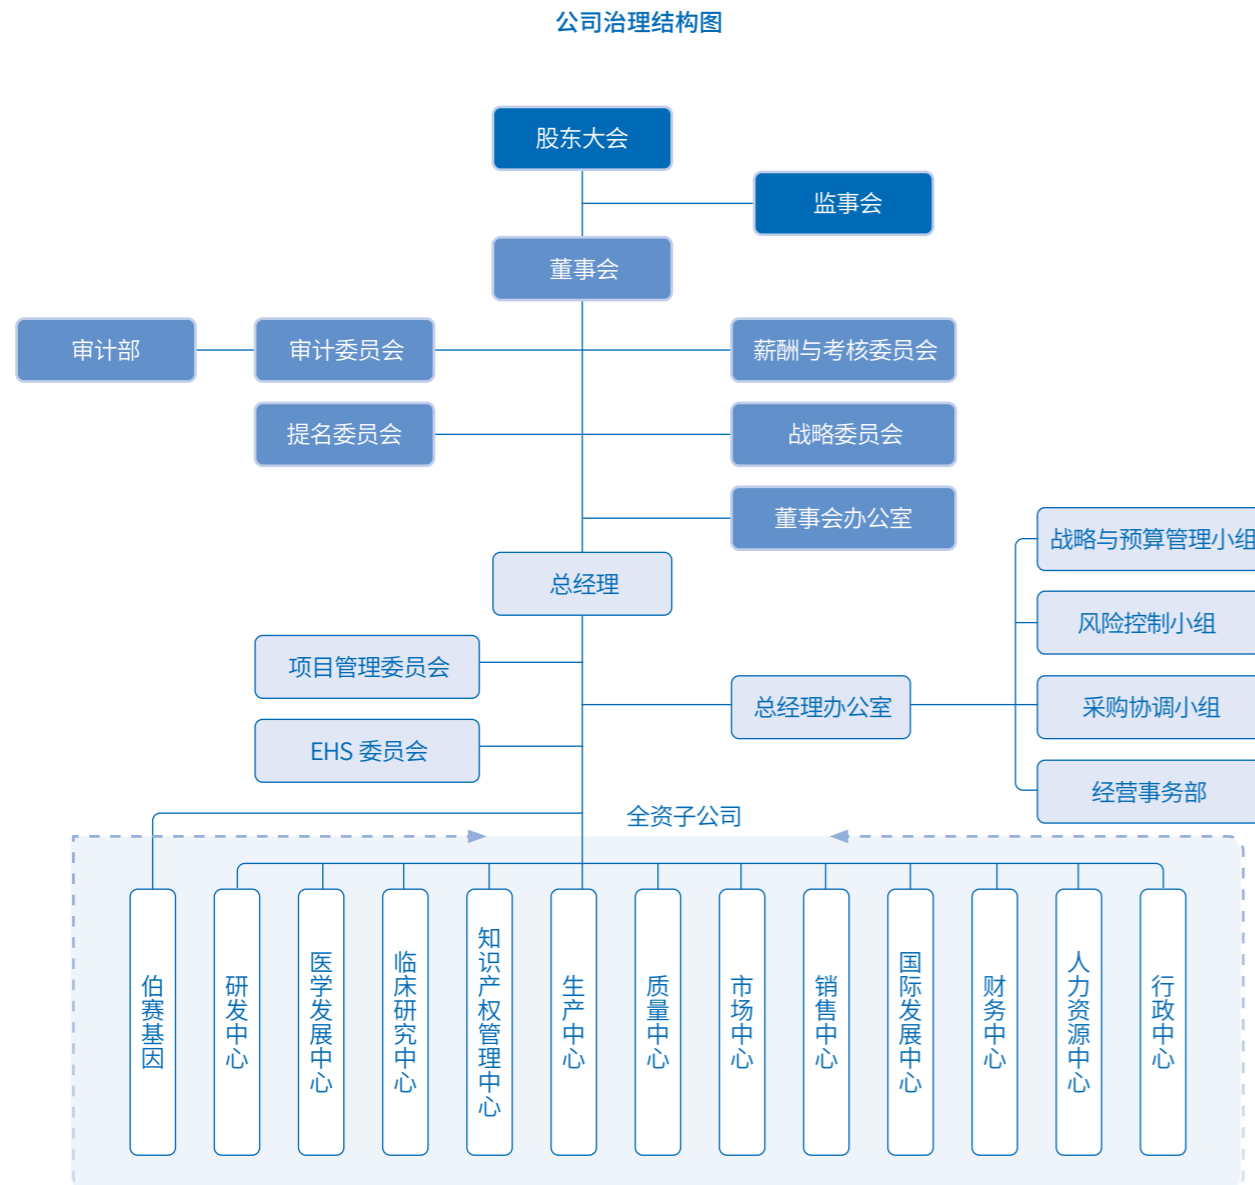 公司治理结构图
股东大会
监事会
董事会
审计部
审计委员会
薪酬与考核委员会
提名委员会
战略委员会
董事会办公室
总经理
战略与预算管理小组
风险控制小组
项目管理委员会
总经理办公室
采购协调小组
EHS 委员会
经营事务部
全资子公司
伯赛基因
研发中心
医学发展中心
临床研究中心
知识产权管理中心
生产中心
质量中心
市场中心
销售中心
国际发展中心
财务中心
人力资源中心
行政中心